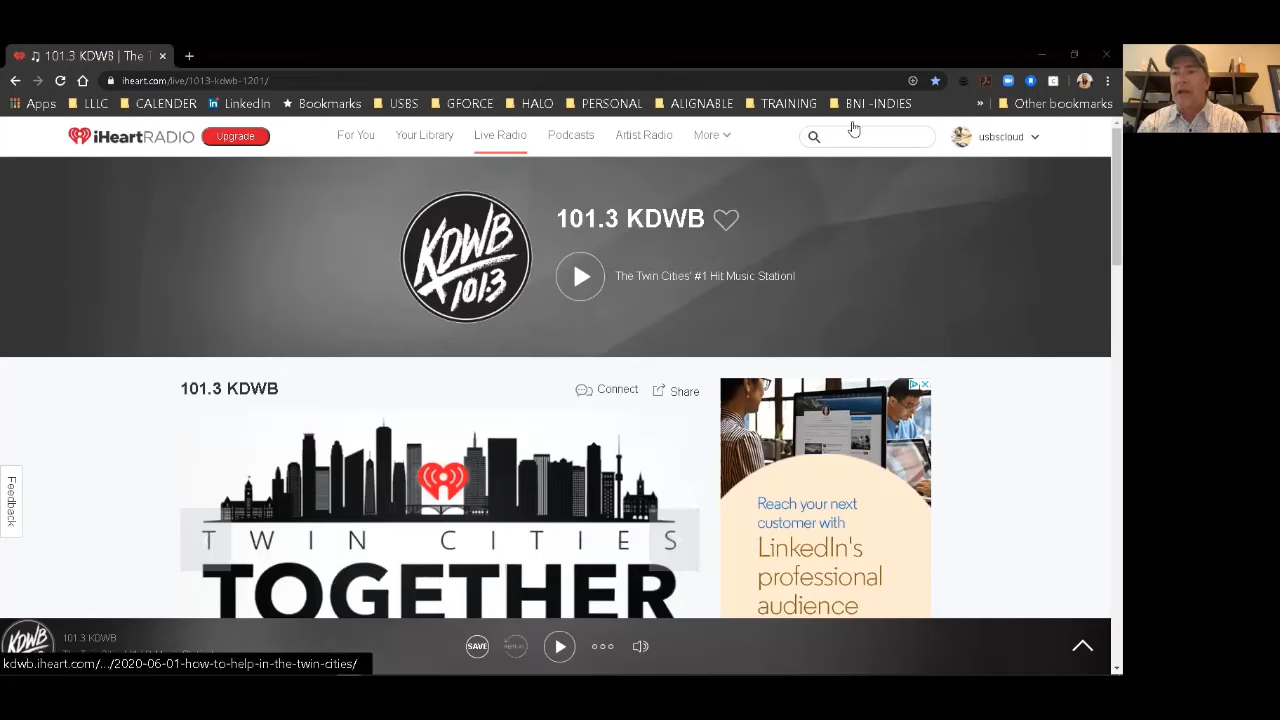 101.3 KDWB | The T
iheart.com/live/1013-kdwb-1201/
Apps LLLC CALENDER LinkedIn Bookmarks USBS GFORCE HALO PERSONAL ALIGNABLE TRAINING BNI -INDIES » Other bookmarks
iHeartRADIO Upgrade For You Your Library Live Radio Podcasts Artist Radio More usbscloud
KDWB 101.3
101.3 KDWB
The Twin Cities' #1 Hit Music Station!
101.3 KDWB Connect Share
TWIN CITIES
TOGETHER
Reach your next
customer with
LinkedIn's
professional
audience
Feedback
KDWB
101.3 KDWB
SAVE REPLAY
kdwb.iheart.com/.../2020-06-01-how-to-help-in-the-twin-cities/